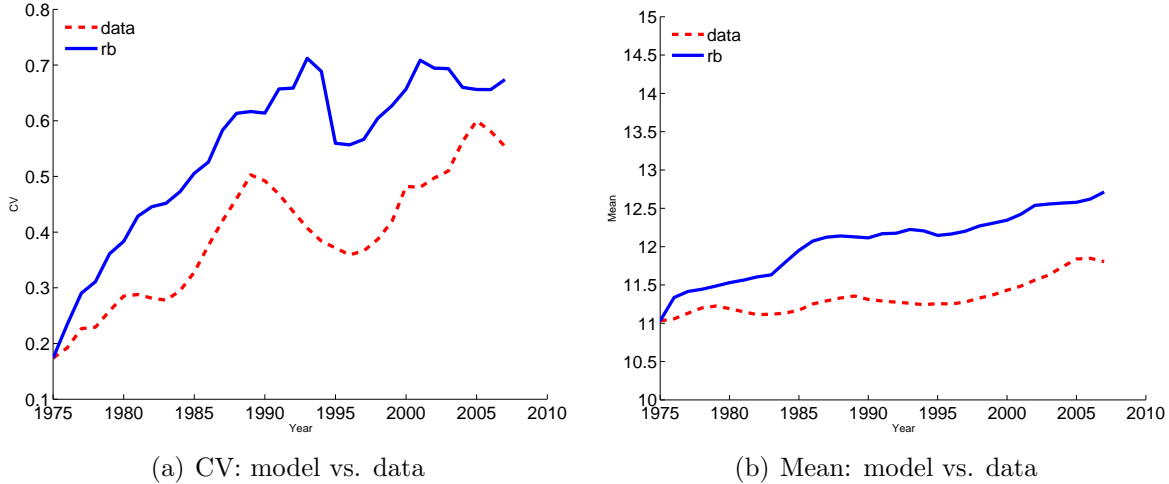 0.8
0.7
0.6
0.5
0.4
0.3
0.2
0.1
CV
data
rb
1975 1980 1985 1990 1995 2000 2005 2010
Year
(a) CV: model vs. data
15
14.5
14
13.5
13
12.5
12
11.5
11
10.5
10
Mean
data
rb
1975 1980 1985 1990 1995 2000 2005 2010
Year
(b) Mean: model vs. data